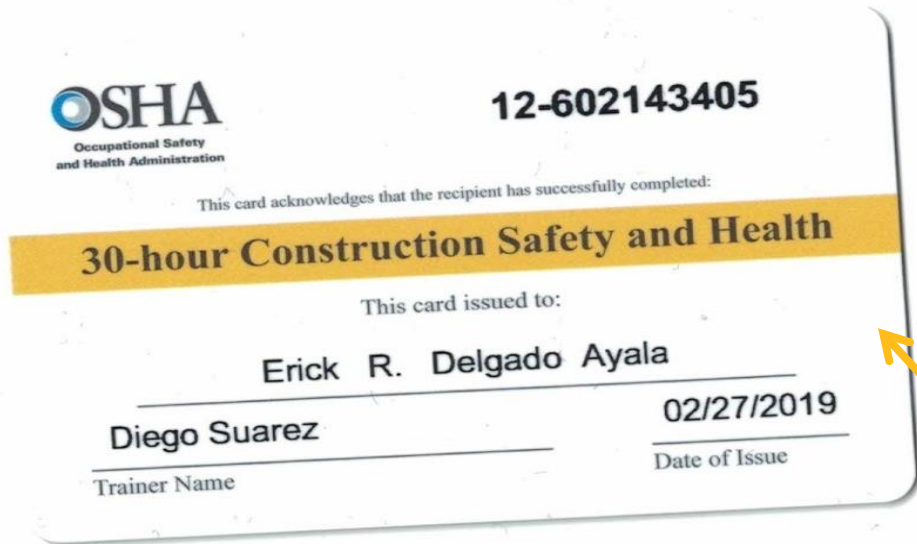 OSHA
Occupational Safety
and Health Administration
12-602143405
This card acknowledges that the recipient has successfully completed:
30-hour Construction Safety and Health
This card issued to:
Erick R. Delgado Ayala
Diego Suarez
02/27/2019
Trainer Name
Date of Issue